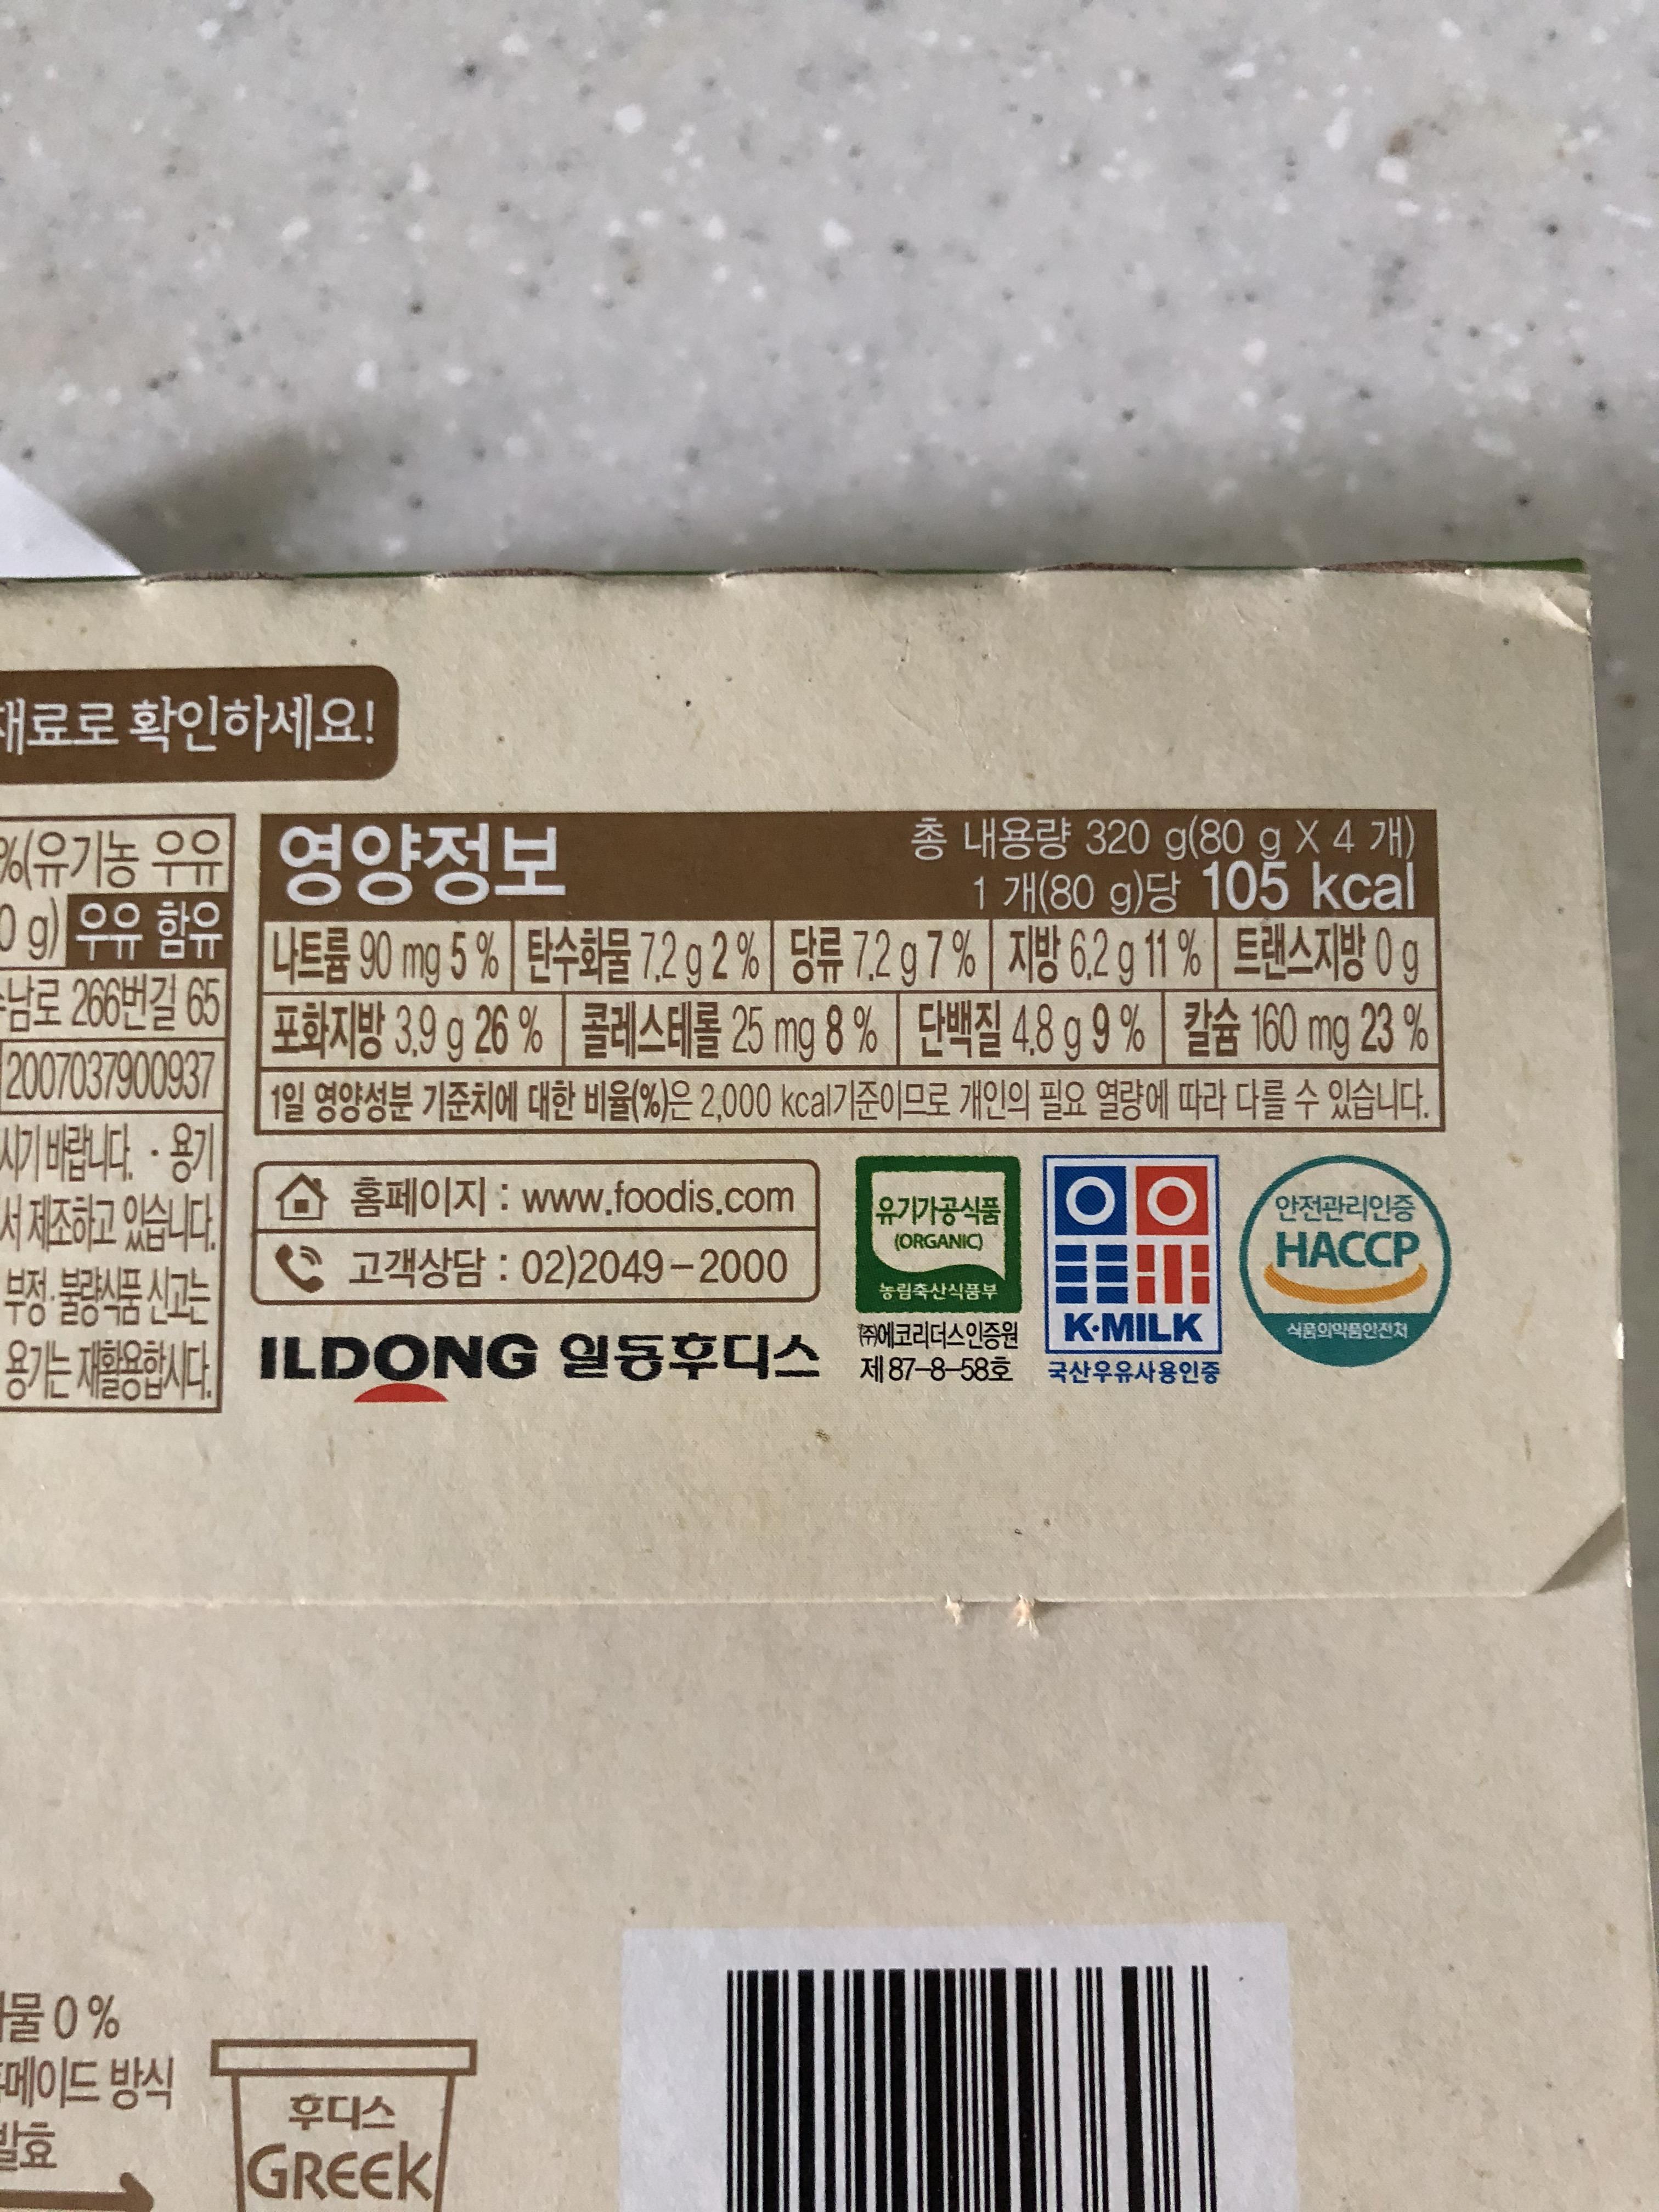 재료로 확인하세요!
%(유기농 우유
0 g) 우유 함유
남로 266번길 65
2007037900937
시기 바랍니다. · 용기
서 제조하고 있습니다.
부정·불량식품 신고는
용기는 재활용합시다.
영양정보
총 내용량 320 g(80 g X 4 개)
1 개(80 g)당 105 kcal
나트륨 90 mg 5 % 탄수화물 7.2 g 2 % 당류 7.2 g 7 % 지방 6.2 g 11 % 트랜스지방 0 g
포화지방 3.9 g 26 % 콜레스테롤 25 mg 8 % 단백질 4.8 g 9 % 칼슘 160 mg 23 %
1일 영양성분 기준치에 대한 비율(%)은 2,000 kcal기준이므로 개인의 필요 열량에 따라 다를 수 있습니다.
홈페이지 : www.foodis.com
고객상담 : 02)2049-2000
ILDONG 일동후디스
유기가공식품
(ORGANIC)
농림축산식품부
㈜에코리더스인증원
제 87-8-58호
K·MILK
국산우유사용인증
안전관리인증
HACCP
식품의약품안전처
물 0 %
메이드 방식
발효
후디스
GREEK